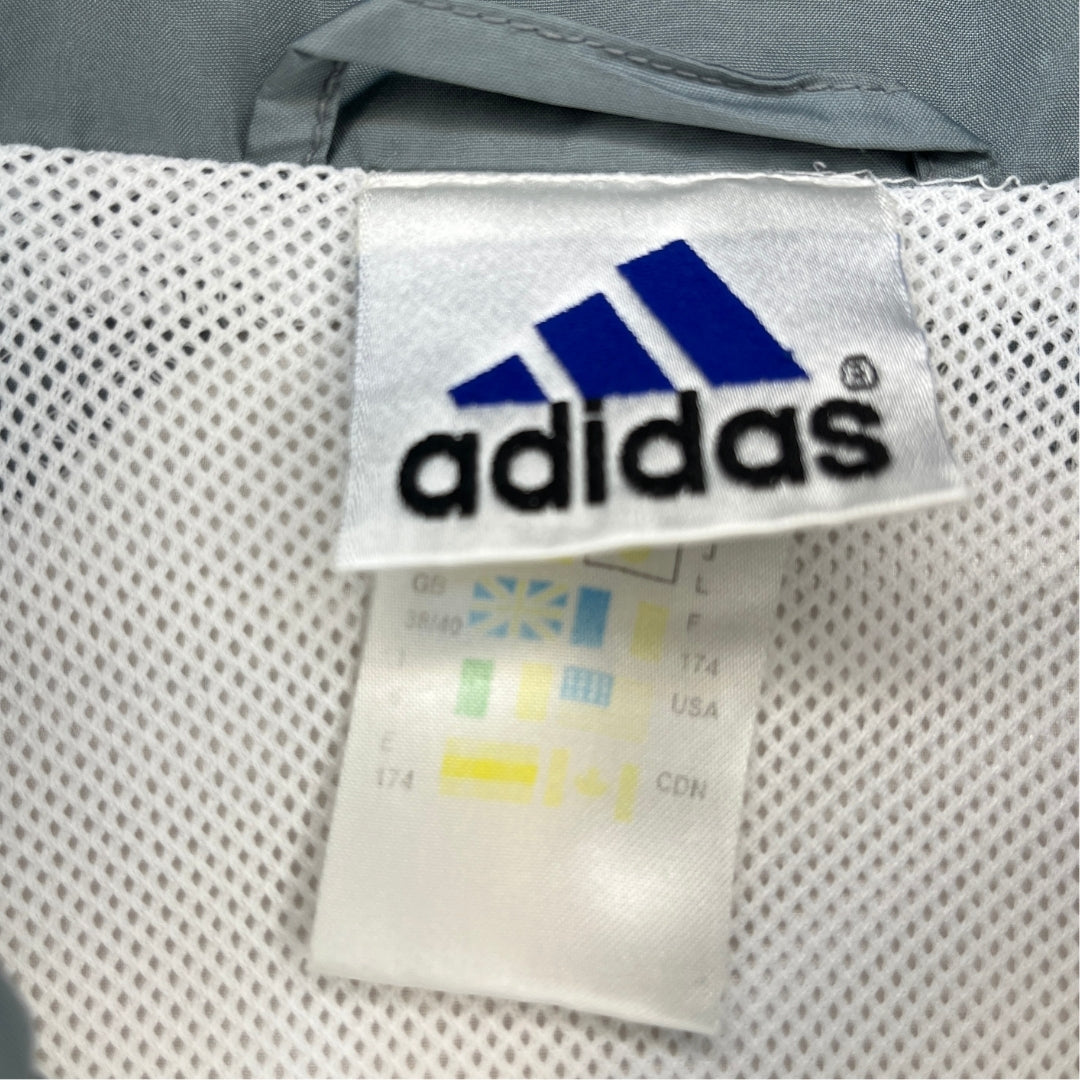 adidas®
J
GB L
38/40 F
I 174
USA
E
174 CDN